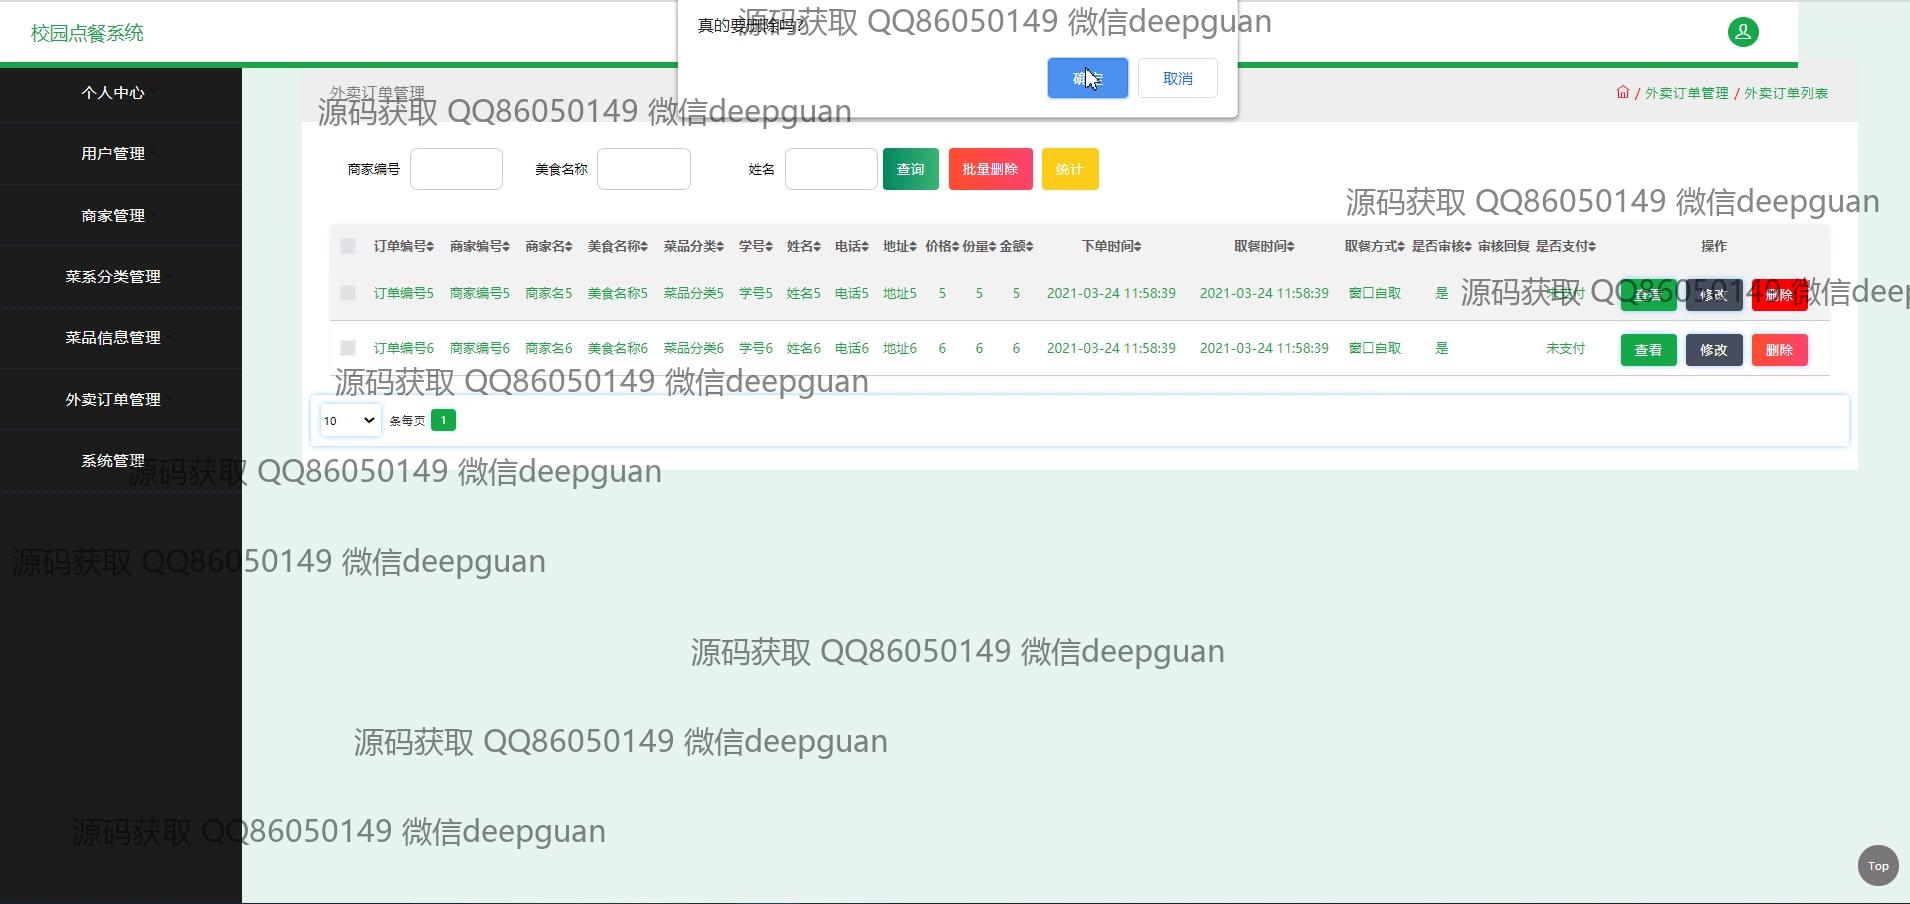 源码获取 QQ86050149 微信deepguan
真的要删除吗?
校园点餐系统
确定 取消
个人中心
外卖订单管理
/ 外卖订单管理 / 外卖订单列表
源码获取 QQ86050149 微信deepguan
用户管理
商家编号 美食名称 姓名 查询 批量删除 统计
源码获取 QQ86050149 微信deepguan
商家管理
订单编号 商家编号 商家名 美食名称 菜品分类 学号 姓名 电话 地址 价格 份量 金额 下单时间 取餐时间 取餐方式 是否审核 审核回复 是否支付 操作
菜系分类管理
订单编号5 商家编号5 商家名5 美食名称5 菜品分类5 学号5 姓名5 电话5 地址5 5 5 5 2021-03-24 11:58:39 2021-03-24 11:58:39 窗口自取 是 未支付 查看 修改 删除
源码获取 QQ86050149 微信deep
菜品信息管理
订单编号6 商家编号6 商家名6 美食名称6 菜品分类6 学号6 姓名6 电话6 地址6 6 6 6 2021-03-24 11:58:39 2021-03-24 11:58:39 窗口自取 是 未支付 查看 修改 删除
源码获取 QQ86050149 微信deepguan
外卖订单管理
10 条每页 1
系统管理
源码获取 QQ86050149 微信deepguan
源码获取 QQ86050149 微信deepguan
源码获取 QQ86050149 微信deepguan
源码获取 QQ86050149 微信deepguan
源码获取 QQ86050149 微信deepguan
Top